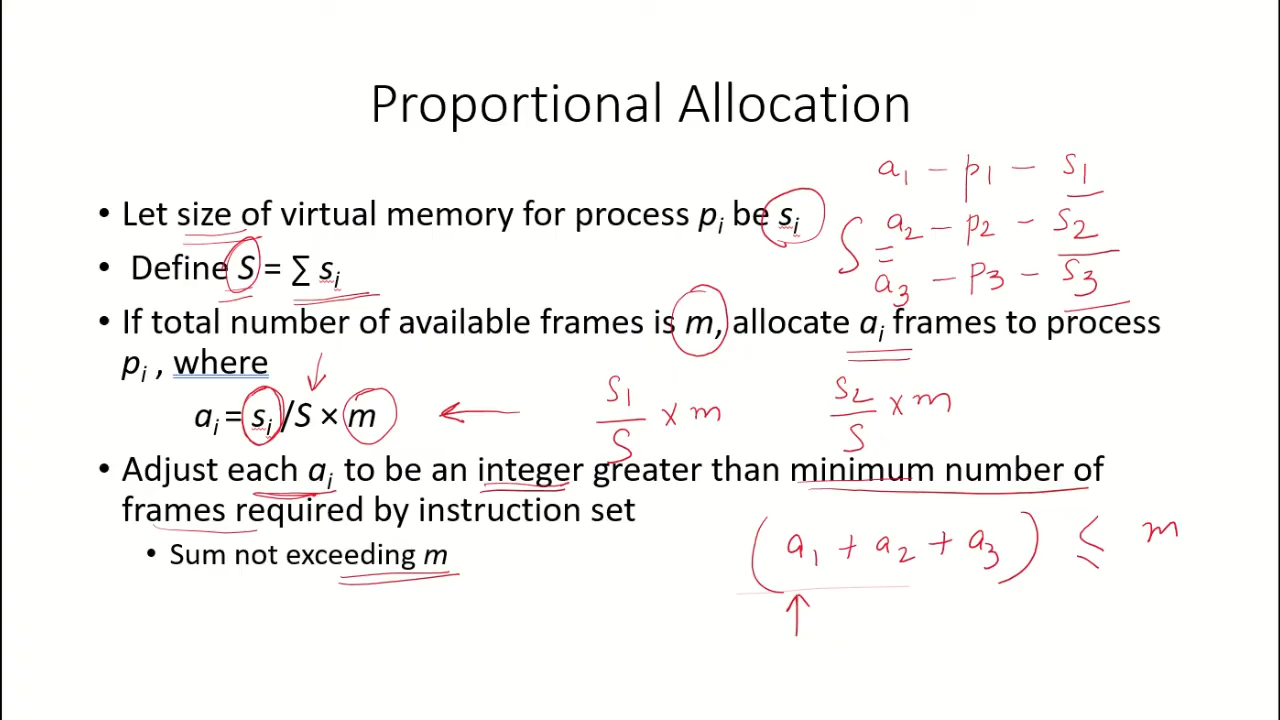 Proportional Allocation
a₁ – p₁ – s₁
• Let size of virtual memory for process pᵢ be sᵢ
S a₂ – p₂ – s₂
• Define S = ∑ sᵢ
a₃ – p₃ – s₃
• If total number of available frames is m, allocate aᵢ frames to process
pᵢ , where
aᵢ = sᵢ /S × m ← s₁/S × m s₂/S × m
• Adjust each aᵢ to be an integer greater than minimum number of
frames required by instruction set
(a₁ + a₂ + a₃) ≤ m
• Sum not exceeding m